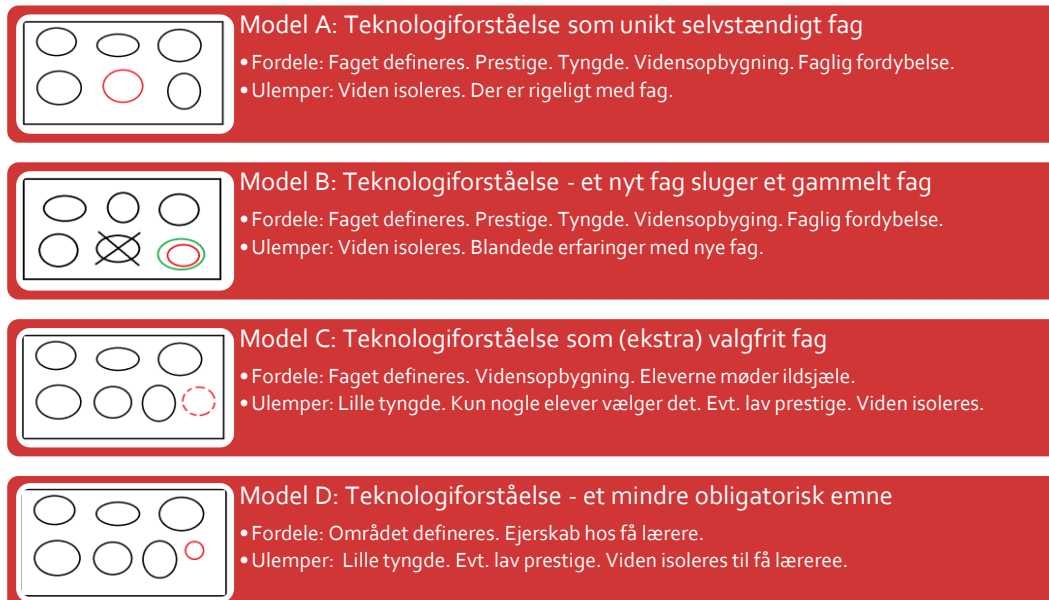 Model A: Teknologiforståelse som unikt selvstændigt fag
• Fordele: Faget defineres. Prestige. Tyngde. Vidensopbygning. Faglig fordybelse.
• Ulemper: Viden isoleres. Der er rigeligt med fag.
Model B: Teknologiforståelse - et nyt fag sluger et gammelt fag
• Fordele: Faget defineres. Prestige. Tyngde. Vidensopbyging. Faglig fordybelse.
• Ulemper: Viden isoleres. Blandede erfaringer med nye fag.
Model C: Teknologiforståelse som (ekstra) valgfrit fag
• Fordele: Faget defineres. Vidensopbygning. Eleverne møder ildsjæle.
• Ulemper: Lille tyngde. Kun nogle elever vælger det. Evt. lav prestige. Viden isoleres.
Model D: Teknologiforståelse - et mindre obligatorisk emne
• Fordele: Området defineres. Ejerskab hos få lærere.
• Ulemper: Lille tyngde. Evt. lav prestige. Viden isoleres til få læreree.